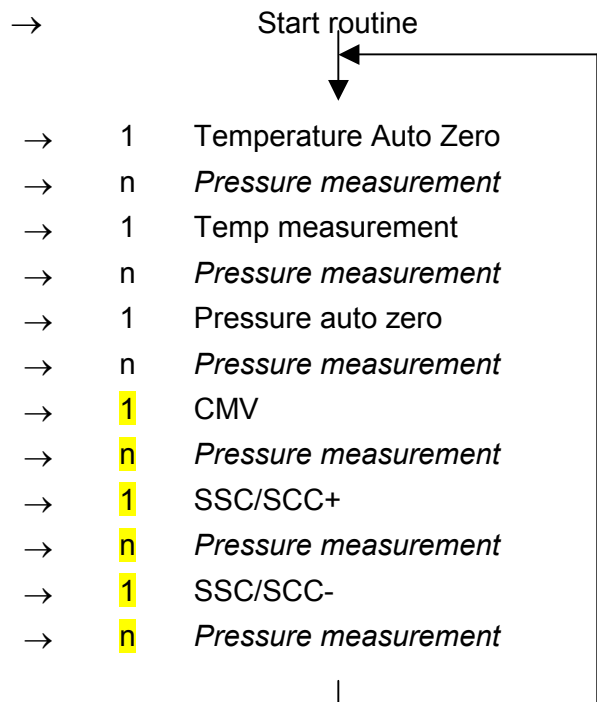 → Start routine
→ 1 Temperature Auto Zero
→ n Pressure measurement
→ 1 Temp measurement
→ n Pressure measurement
→ 1 Pressure auto zero
→ n Pressure measurement
→ 1 CMV
→ n Pressure measurement
→ 1 SSC/SCC+
→ n Pressure measurement
→ 1 SSC/SCC-
→ n Pressure measurement